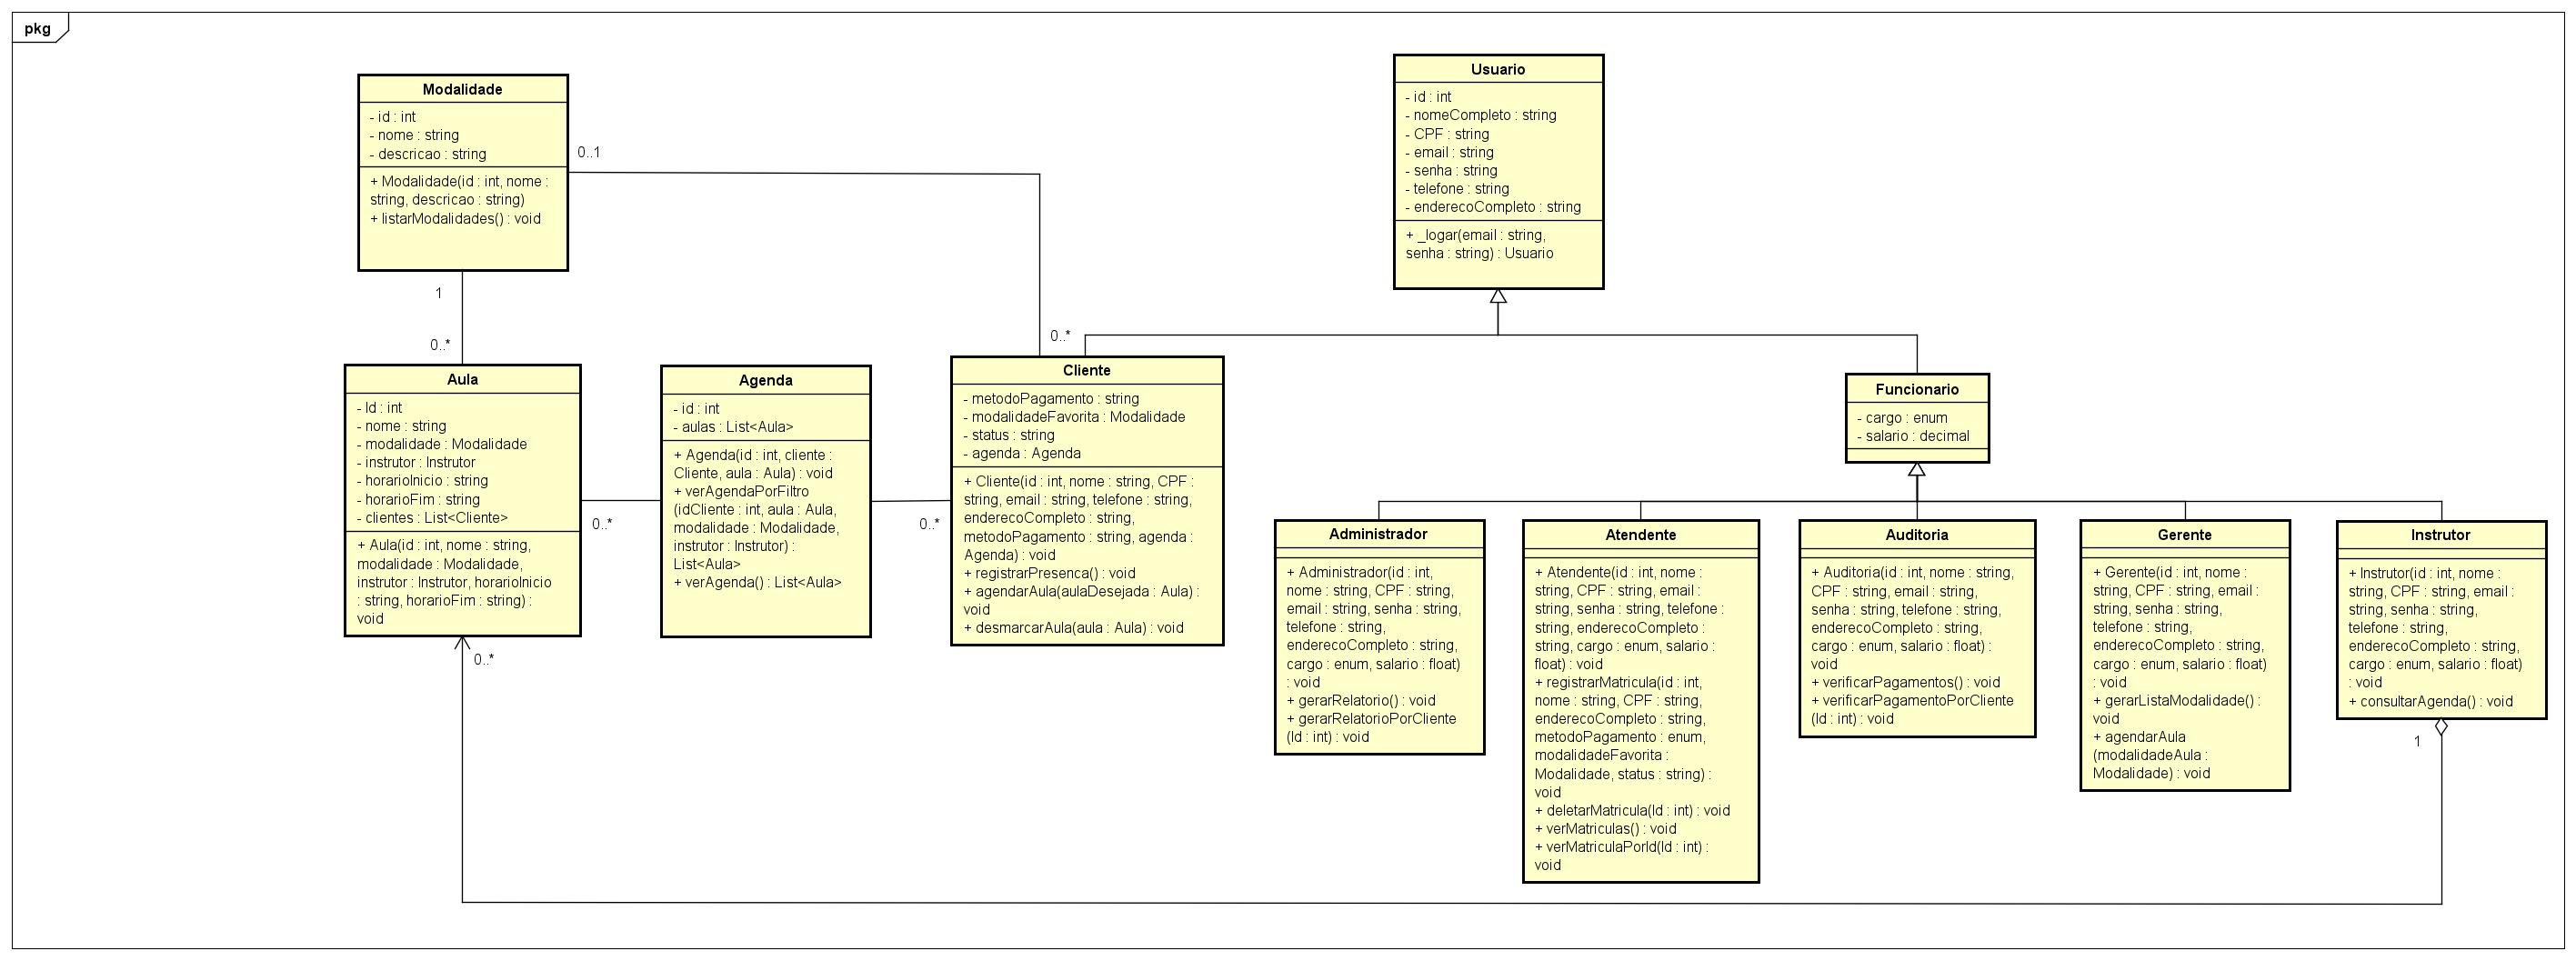 pkg
Modalidade
- id : int
- nome : string
- descricao : string
+ Modalidade(id : int, nome :
string, descricao : string)
+ listarModalidades() : void
0..1
1
0..*
Usuario
- id : int
- nomeCompleto : string
- CPF : string
- email : string
- senha : string
- telefone : string
- enderecoCompleto : string
+ _logar(email : string,
senha : string) : Usuario
0..*
Aula
- Id : int
- nome : string
- modalidade : Modalidade
- instrutor : Instrutor
- horarioInicio : string
- horarioFim : string
- clientes : List<Cliente>
+ Aula(id : int, nome : string,
modalidade : Modalidade,
instrutor : Instrutor, horarioInicio
: string, horarioFim : string) :
void
0..*
0..*
Agenda
- id : int
- aulas : List<Aula>
+ Agenda(id : int, cliente :
Cliente, aula : Aula) : void
+ verAgendaPorFiltro
(idCliente : int, aula : Aula,
modalidade : Modalidade,
instrutor : Instrutor) :
List<Aula>
+ verAgenda() : List<Aula>
0..*
Cliente
- metodoPagamento : string
- modalidadeFavorita : Modalidade
- status : string
- agenda : Agenda
+ Cliente(id : int, nome : string, CPF :
string, email : string, telefone : string,
enderecoCompleto : string,
metodoPagamento : string, agenda :
Agenda) : void
+ registrarPresenca() : void
+ agendarAula(aulaDesejada : Aula) :
void
+ desmarcarAula(aula : Aula) : void
Funcionario
- cargo : enum
- salario : decimal
Administrador
+ Administrador(id : int,
nome : string, CPF : string,
email : string, senha : string,
telefone : string,
enderecoCompleto : string,
cargo : enum, salario : float)
: void
+ gerarRelatorio() : void
+ gerarRelatorioPorCliente
(Id : int) : void
Atendente
+ Atendente(id : int, nome :
string, CPF : string, email :
string, senha : string, telefone :
string, enderecoCompleto :
string, cargo : enum, salario :
float) : void
+ registrarMatricula(id : int,
nome : string, CPF : string,
enderecoCompleto : string,
metodoPagamento : enum,
modalidadeFavorita :
Modalidade, status : string) :
void
+ deletarMatricula(Id : int) : void
+ verMatriculas() : void
+ verMatriculaPorId(Id : int) :
void
Auditoria
+ Auditoria(id : int, nome : string,
CPF : string, email : string,
senha : string, telefone : string,
enderecoCompleto : string,
cargo : enum, salario : float) :
void
+ verificarPagamentos() : void
+ verificarPagamentoPorCliente
(Id : int) : void
Gerente
+ Gerente(id : int, nome :
string, CPF : string, email :
string, senha : string,
telefone : string,
enderecoCompleto : string,
cargo : enum, salario : float)
: void
+ gerarListaModalidade() :
void
+ agendarAula
(modalidadeAula :
Modalidade) : void
Instrutor
+ Instrutor(id : int, nome :
string, CPF : string, email :
string, senha : string,
telefone : string,
enderecoCompleto : string,
cargo : enum, salario : float)
: void
+ consultarAgenda() : void
1